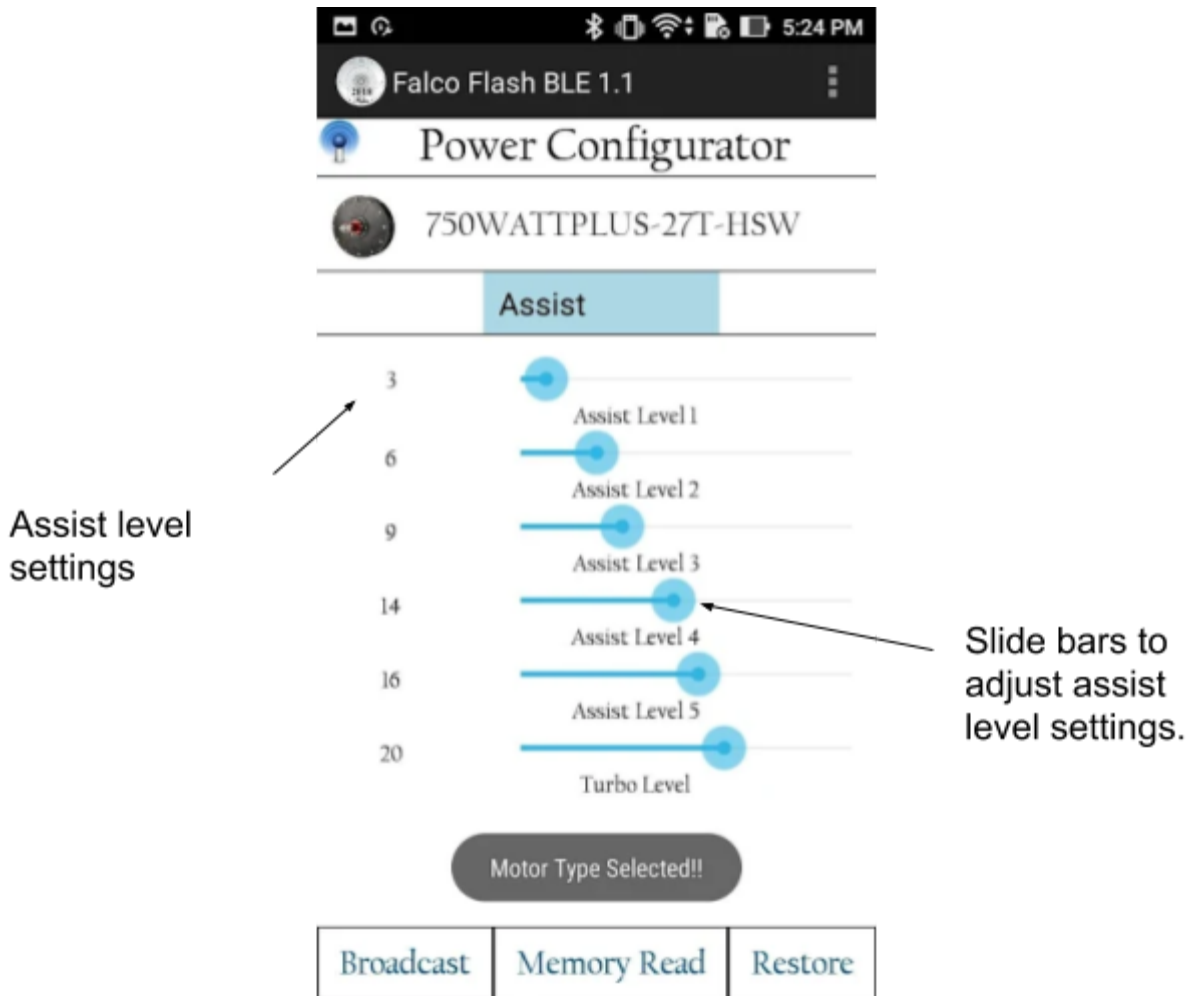 5:24 PM
Falco Flash BLE 1.1
Power Configurator
750WATTPLUS-27T-HSW
Assist
3
Assist Level 1
6
Assist Level 2
9
Assist Level 3
14
Assist Level 4
16
Assist Level 5
20
Turbo Level
Assist level
settings
Slide bars to
adjust assist
level settings.
Motor Type Selected!!
Broadcast Memory Read Restore